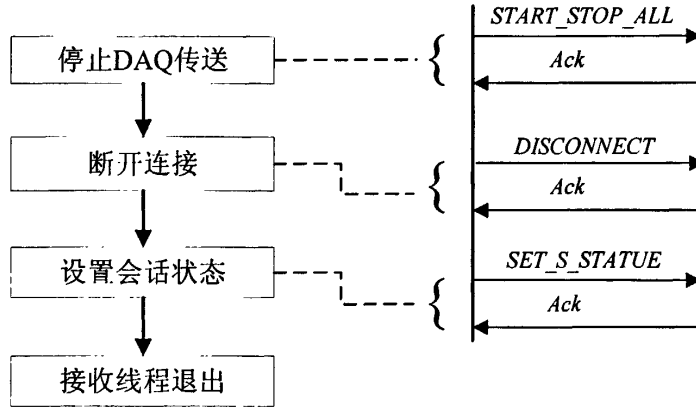 START_STOP_ALL
停止DAQ传送
Ack
DISCONNECT
断开连接
Ack
SET_S_STATUE
设置会话状态
Ack
接收线程退出